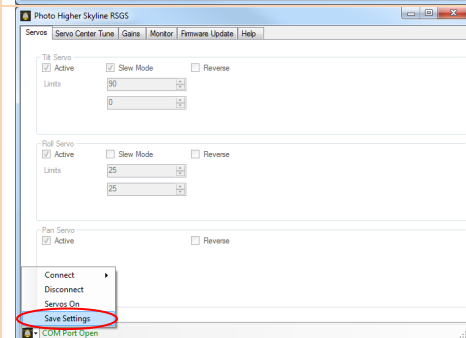 Photo Higher Skyline RSGS
Servos Servo Center Tune Gains Monitor Firmware Update Help
Tilt Servo
Active Slew Mode Reverse
Limits 90
0
Roll Servo
Active Slew Mode Reverse
Limits 25
25
Pan Servo
Active Reverse
Connect
Disconnect
Servos On
Save Settings
COM Port Open